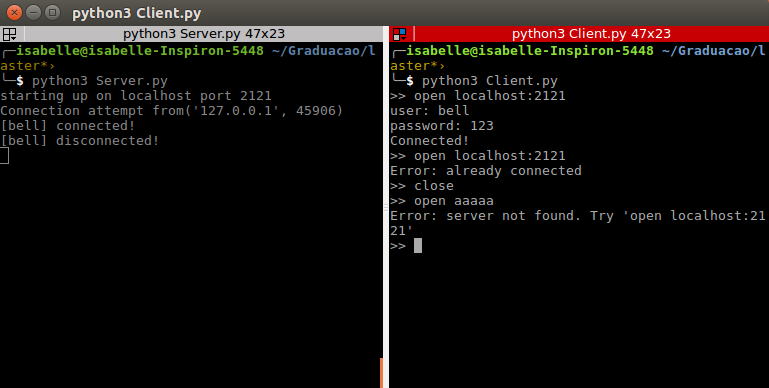 python3 Client.py
python3 Server.py 47x23
╭─isabelle@isabelle-Inspiron-5448 ~/Graduacao/l
aster*›
╰─$ python3 Server.py
starting up on localhost port 2121
Connection attempt from('127.0.0.1', 45906)
[bell] connected!
[bell] disconnected!
python3 Client.py 47x23
╭─isabelle@isabelle-Inspiron-5448 ~/Graduacao/l
aster*›
╰─$ python3 Client.py
>> open localhost:2121
user: bell
password: 123
Connected!
>> open localhost:2121
Error: already connected
>> close
>> open aaaaa
Error: server not found. Try 'open localhost:21
21'
>>